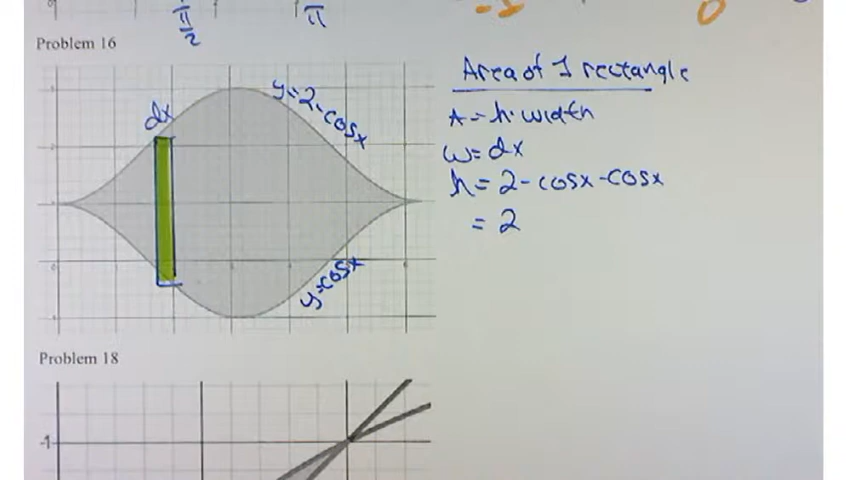 π/2
π
Problem 16
Area of 1 rectangle
A = h · width
w = dx
h = 2 - cosx - cosx
= 2
dx
y = 2 - cosx
y = cosx
Problem 18
-1